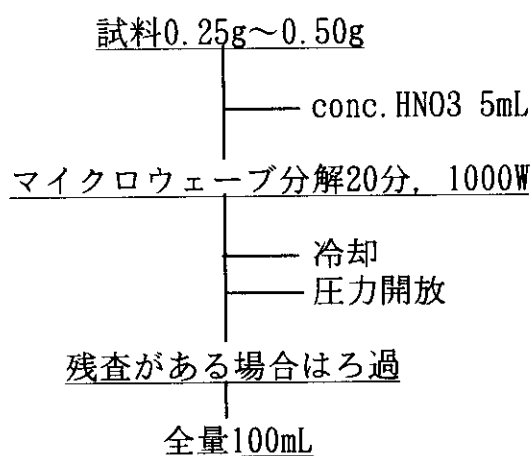 試料0.25g～0.50g
conc.HNO3 5mL
マイクロウェーブ分解20分, 1000W
冷却
圧力開放
残査がある場合はろ過
全量100mL